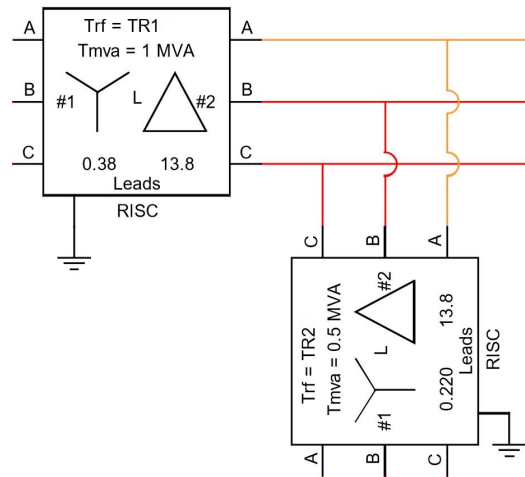 Trf = TR1
A A
Tmva = 1 MVA
B #1 L #2 B
C C
0.38 13.8
Leads
RISC
C B A
Trf = TR2
Tmva = 0.5 MVA
#1 L #2
0.220 13.8
Leads
RISC
A B C